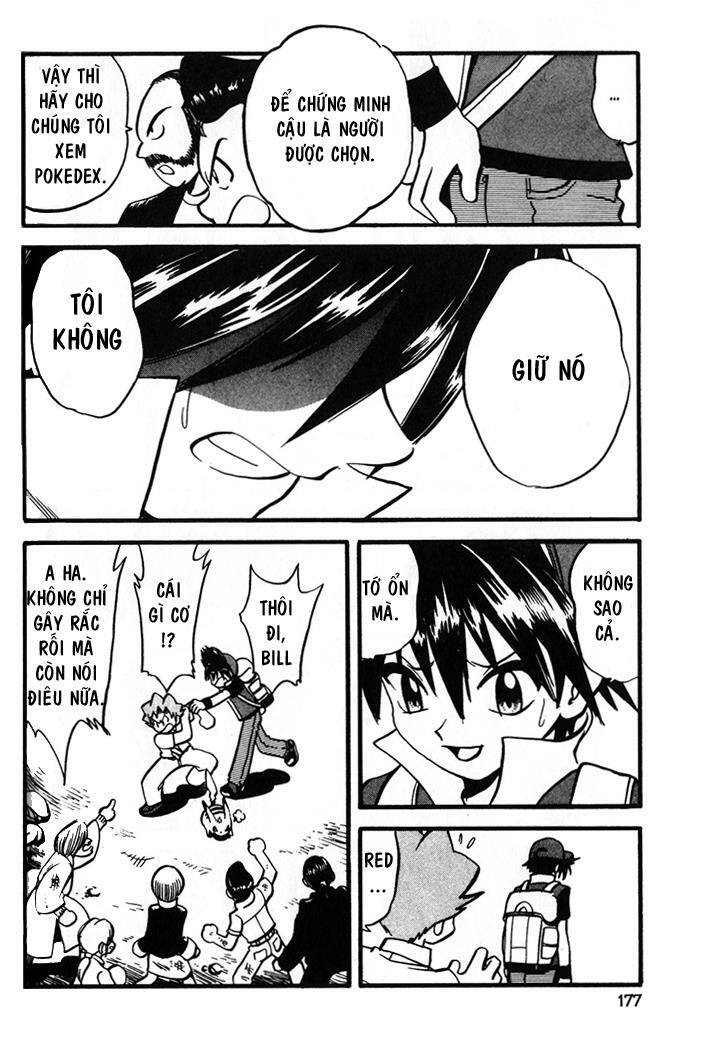 ...
ĐỂ CHỨNG MINH
CẬU LÀ NGƯỜI
ĐƯỢC CHỌN.
VẬY THÌ
HÃY CHO
CHÚNG TÔI
XEM
POKEDEX.
GIỮ NÓ
TÔI
KHÔNG
KHÔNG
SAO
CẢ.
TỚ ỔN
MÀ.
RED
...
THÔI
ĐI,
BILL
CÁI
GÌ CƠ
!?
A HA.
KHÔNG CHỈ
GÂY RẮC
RỐI MÀ
CÒN NÓI
ĐIÊU NỮA.
177